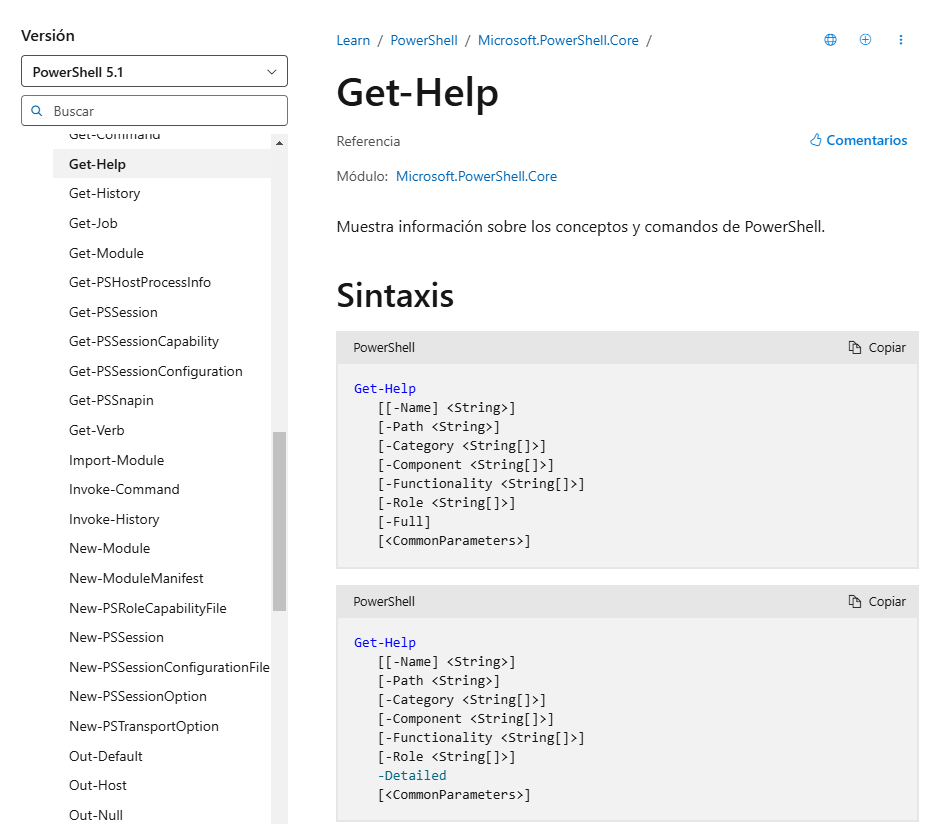 Versión
PowerShell 5.1
Buscar
Get-Command
Get-Help
Get-History
Get-Job
Get-Module
Get-PSHostProcessInfo
Get-PSSession
Get-PSSessionCapability
Get-PSSessionConfiguration
Get-PSSnapin
Get-Verb
Import-Module
Invoke-Command
Invoke-History
New-Module
New-ModuleManifest
New-PSRoleCapabilityFile
New-PSSession
New-PSSessionConfigurationFile
New-PSSessionOption
New-PSTransportOption
Out-Default
Out-Host
Out-Null
Learn / PowerShell / Microsoft.PowerShell.Core /
Get-Help
Referencia
Comentarios
Módulo: Microsoft.PowerShell.Core
Muestra información sobre los conceptos y comandos de PowerShell.
Sintaxis
PowerShell
Copiar
Get-Help
[[-Name] <String>]
[-Path <String>]
[-Category <String[]>]
[-Component <String[]>]
[-Functionality <String[]>]
[-Role <String[]>]
[-Full]
[<CommonParameters>]
PowerShell
Copiar
Get-Help
[[-Name] <String>]
[-Path <String>]
[-Category <String[]>]
[-Component <String[]>]
[-Functionality <String[]>]
[-Role <String[]>]
-Detailed
[<CommonParameters>]